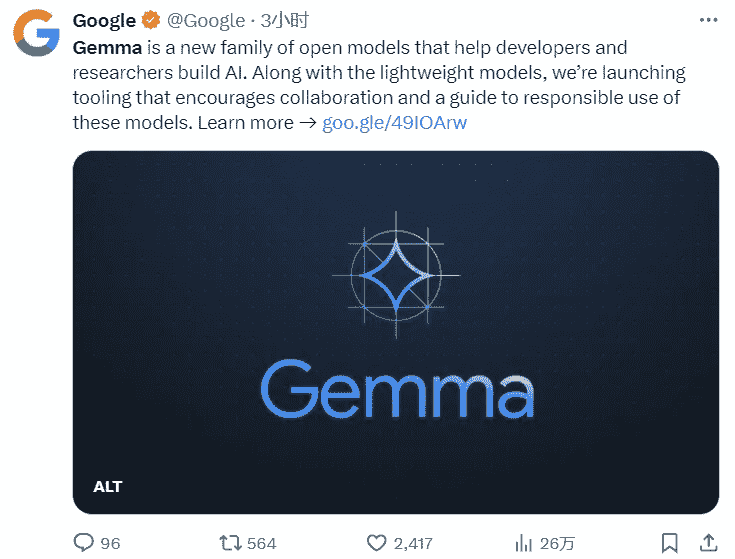 Google @Google · 3小时
Gemma is a new family of open models that help developers and
researchers build AI. Along with the lightweight models, we’re launching
tooling that encourages collaboration and a guide to responsible use of
these models. Learn more → goo.gle/49IOArw
Gemma
ALT
96 564 2,417 26万